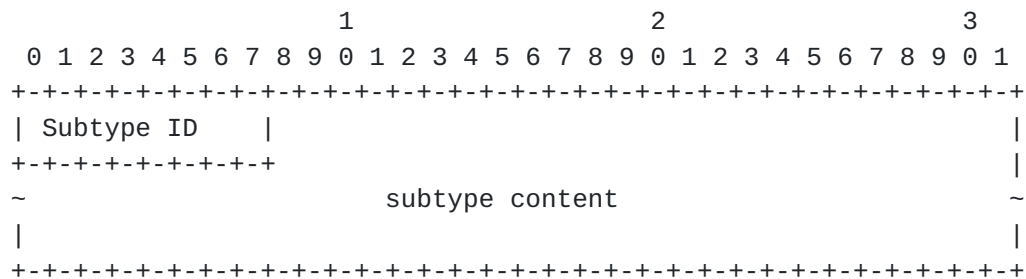 1                   2                   3
 0 1 2 3 4 5 6 7 8 9 0 1 2 3 4 5 6 7 8 9 0 1 2 3 4 5 6 7 8 9 0 1
+-+-+-+-+-+-+-+-+-+-+-+-+-+-+-+-+-+-+-+-+-+-+-+-+-+-+-+-+-+-+-+-+
| Subtype ID    |                                               |
+-+-+-+-+-+-+-+-+                                               |
~                       subtype content                         ~
|                                                               |
+-+-+-+-+-+-+-+-+-+-+-+-+-+-+-+-+-+-+-+-+-+-+-+-+-+-+-+-+-+-+-+-+